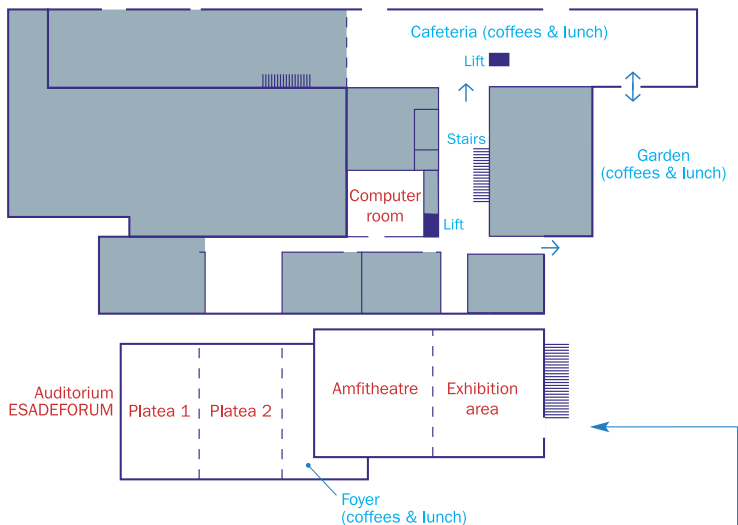 Cafeteria (coffees & lunch)
Lift
Stairs
Garden
(coffees & lunch)
Computer
room
Lift
Auditorium
ESADEFORUM
Platea 1
Platea 2
Amfitheatre
Exhibition
area
Foyer
(coffees & lunch)